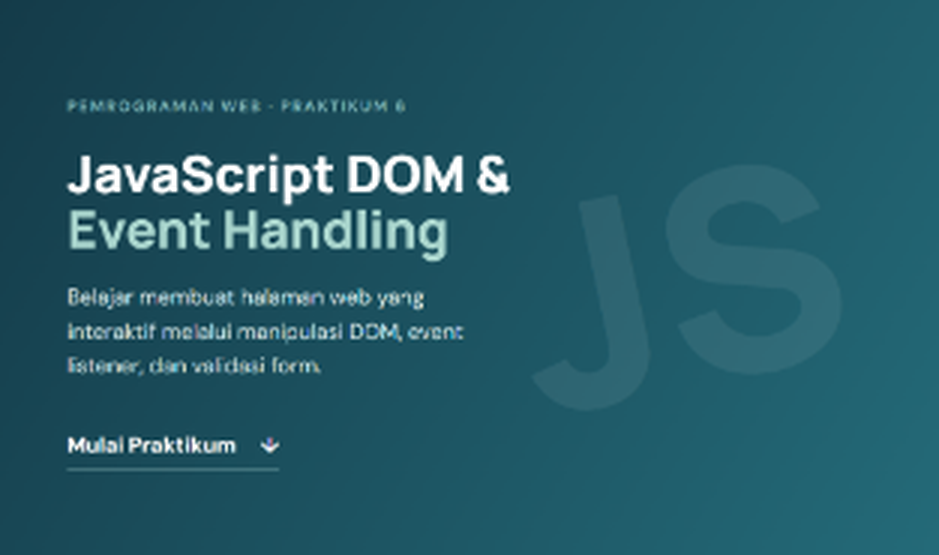 PEMROGRAMAN WEB - PRAKTIKUM 6
JavaScript DOM &
Event Handling
Belajar membuat halaman web yang
interaktif melalui manipulasi DOM, event
listener, dan validasi form.
Mulai Praktikum
JS